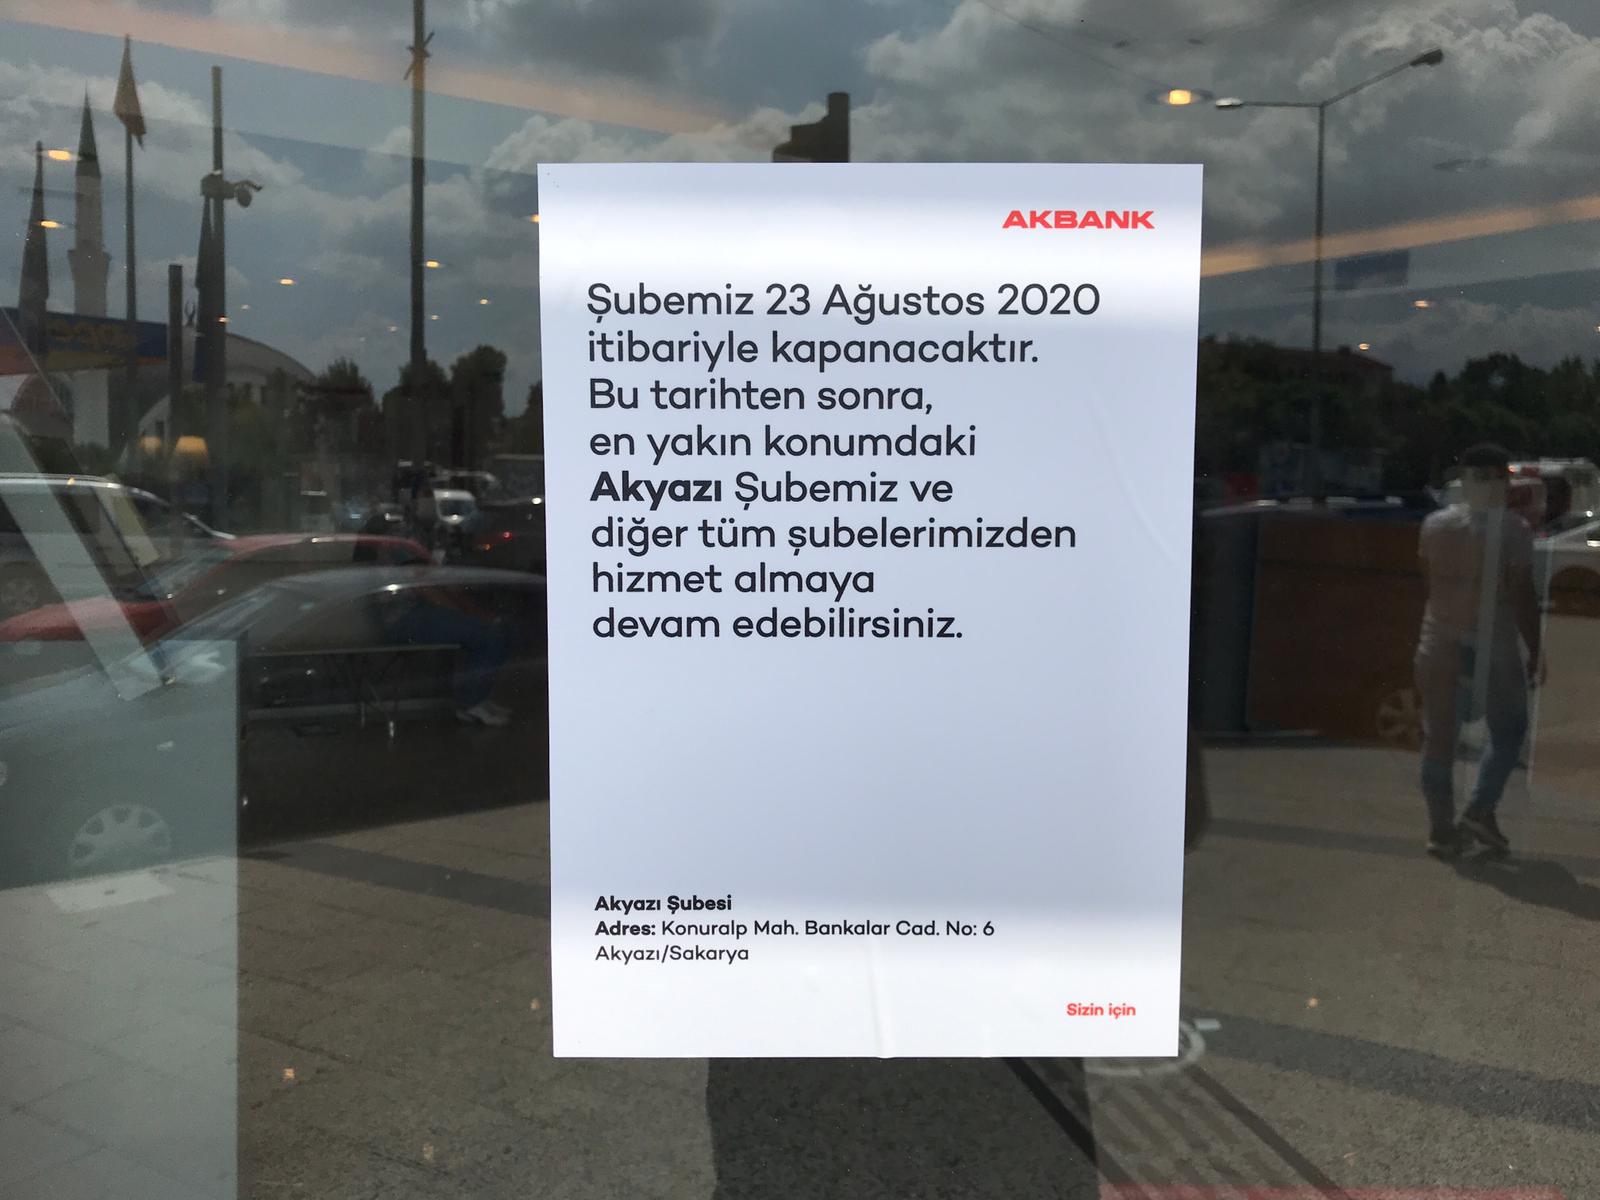 AKBANK
Şubemiz 23 Ağustos 2020
itibariyle kapanacaktır.
Bu tarihten sonra,
en yakın konumdaki
Akyazı Şubemiz ve
diğer tüm şubelerimizden
hizmet almaya
devam edebilirsiniz.
Akyazı Şubesi
Adres: Konuralp Mah. Bankalar Cad. No: 6
Akyazı/Sakarya
Sizin için